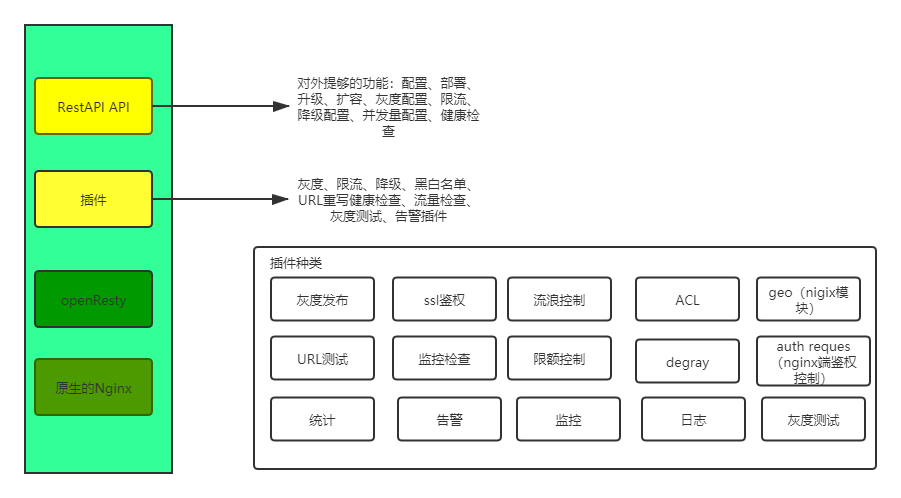 RestAPI API
对外提够的功能：配置、部署、
升级、扩容、灰度配置、限流、
降级配置、并发量配置、健康检
查
插件
灰度、限流、降级、黑白名单、
URL重写健康检查、流量检查、
灰度测试、告警插件
openResty
原生的Nginx
插件种类
灰度发布
ssl鉴权
流浪控制
ACL
geo（nigix模
块）
URL测试
监控检查
限额控制
degray
auth reques
（nginx端鉴权
控制）
统计
告警
监控
日志
灰度测试